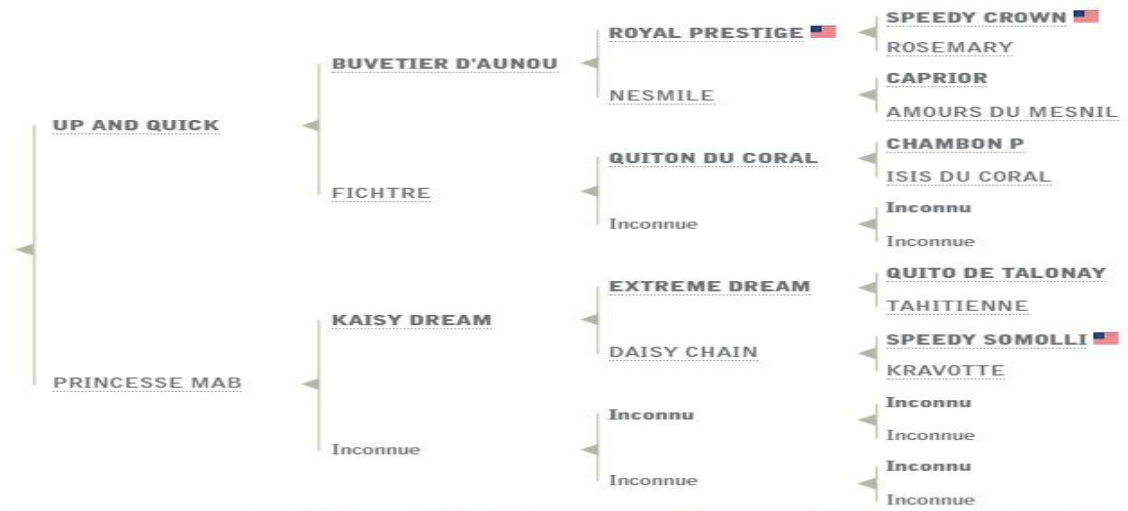 UP AND QUICK
PRINCESSE MAB
BUVETIER D'AUNOU
FICHTRE
KAISY DREAM
Inconnue
ROYAL PRESTIGE
NESMILE
QUITON DU CORAL
Inconnue
EXTREME DREAM
DAISY CHAIN
Inconnu
Inconnue
SPEEDY CROWN
ROSEMARY
CAPRIOR
AMOURS DU MESNIL
CHAMBON P
ISIS DU CORAL
Inconnu
Inconnue
QUITO DE TALONAY
TAHITIENNE
SPEEDY SOMOLLI
KRAVOTTE
Inconnu
Inconnue
Inconnu
Inconnue